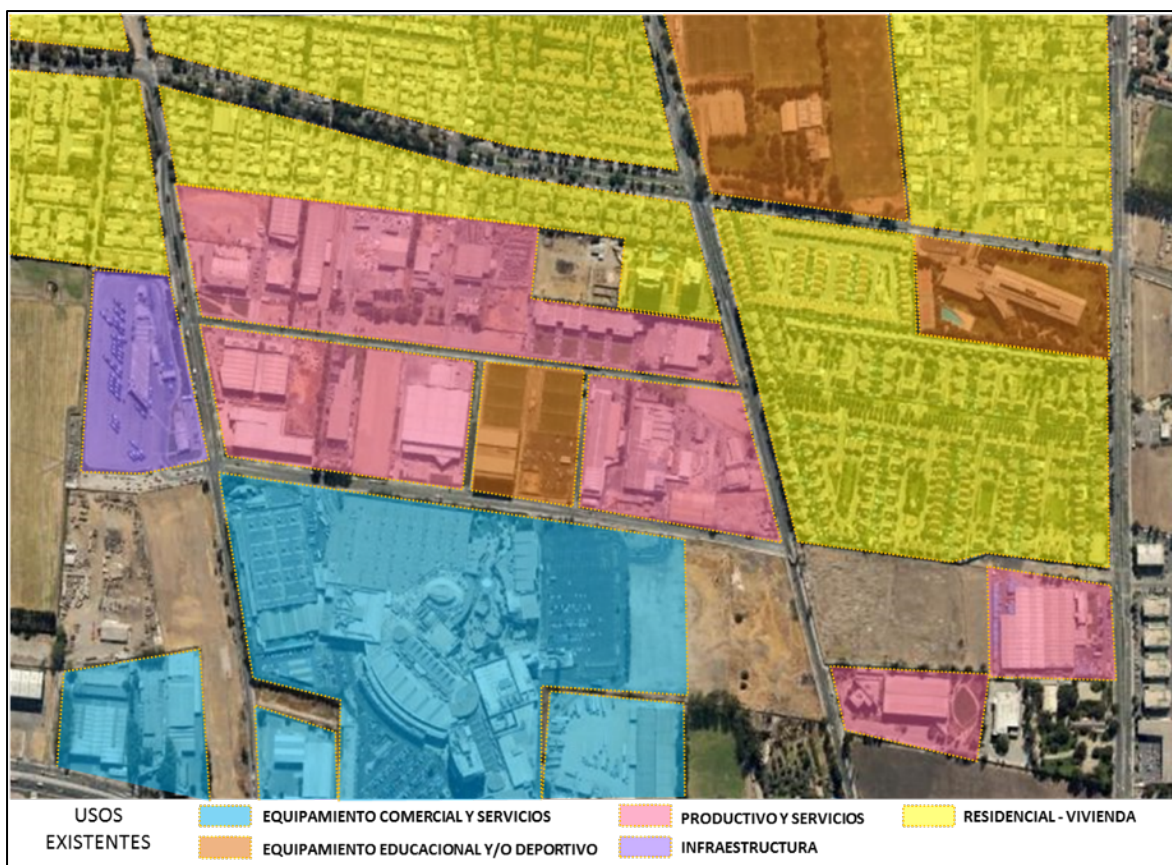 USOS
EXISTENTES
EQUIPAMIENTO COMERCIAL Y SERVICIOS
PRODUCTIVO Y SERVICIOS
RESIDENCIAL - VIVIENDA
EQUIPAMIENTO EDUCACIONAL Y/O DEPORTIVO
INFRAESTRUCTURA